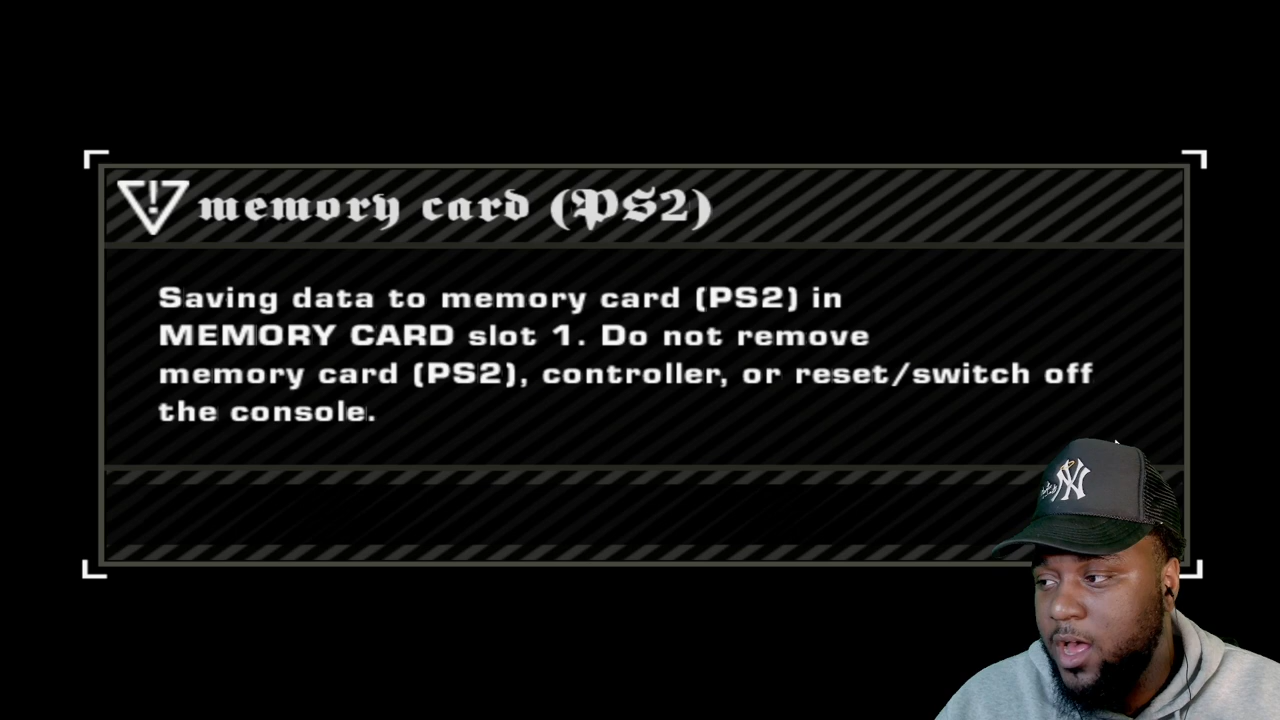 memory card (PS2)
Saving data to memory card (PS2) in
MEMORY CARD slot 1. Do not remove
memory card (PS2), controller, or reset/switch off
the console.
NY